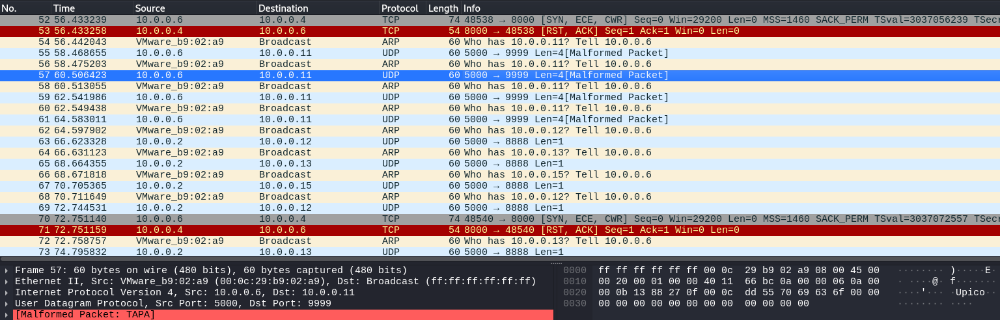 No. Time Source Destination Protocol Length Info
52 56.433239 10.0.0.6 10.0.0.4 TCP 74 48538 → 8000 [SYN, ECE, CWR] Seq=0 Win=29200 Len=0 MSS=1460 SACK_PERM TSval=3037056239 TSecr
53 56.433258 10.0.0.4 10.0.0.6 TCP 54 8000 → 48538 [RST, ACK] Seq=1 Ack=1 Win=0 Len=0
54 56.442043 VMware_b9:02:a9 Broadcast ARP 60 Who has 10.0.0.11? Tell 10.0.0.6
55 58.468655 10.0.0.6 10.0.0.11 UDP 60 5000 → 9999 Len=4[Malformed Packet]
56 58.475203 VMware_b9:02:a9 Broadcast ARP 60 Who has 10.0.0.11? Tell 10.0.0.6
57 60.506423 10.0.0.6 10.0.0.11 UDP 60 5000 → 9999 Len=4[Malformed Packet]
58 60.513055 VMware_b9:02:a9 Broadcast ARP 60 Who has 10.0.0.11? Tell 10.0.0.6
59 62.541986 10.0.0.6 10.0.0.11 UDP 60 5000 → 9999 Len=4[Malformed Packet]
60 62.549438 VMware_b9:02:a9 Broadcast ARP 60 Who has 10.0.0.11? Tell 10.0.0.6
61 64.583011 10.0.0.6 10.0.0.11 UDP 60 5000 → 9999 Len=4[Malformed Packet]
62 64.597902 VMware_b9:02:a9 Broadcast ARP 60 Who has 10.0.0.12? Tell 10.0.0.6
63 66.623328 10.0.0.2 10.0.0.12 UDP 60 5000 → 8888 Len=1
64 66.631123 VMware_b9:02:a9 Broadcast ARP 60 Who has 10.0.0.13? Tell 10.0.0.6
65 68.664355 10.0.0.2 10.0.0.13 UDP 60 5000 → 8888 Len=1
66 68.671818 VMware_b9:02:a9 Broadcast ARP 60 Who has 10.0.0.15? Tell 10.0.0.6
67 70.705365 10.0.0.2 10.0.0.15 UDP 60 5000 → 8888 Len=1
68 70.711649 VMware_b9:02:a9 Broadcast ARP 60 Who has 10.0.0.12? Tell 10.0.0.6
69 72.744531 10.0.0.2 10.0.0.12 UDP 60 5000 → 8888 Len=1
70 72.751140 10.0.0.6 10.0.0.4 TCP 74 48540 → 8000 [SYN, ECE, CWR] Seq=0 Win=29200 Len=0 MSS=1460 SACK_PERM TSval=3037072557 TSecr
71 72.751159 10.0.0.4 10.0.0.6 TCP 54 8000 → 48540 [RST, ACK] Seq=1 Ack=1 Win=0 Len=0
72 72.758757 VMware_b9:02:a9 Broadcast ARP 60 Who has 10.0.0.13? Tell 10.0.0.6
73 74.795832 10.0.0.2 10.0.0.13 UDP 60 5000 → 8888 Len=1
Frame 57: 60 bytes on wire (480 bits), 60 bytes captured (480 bits)
Ethernet II, Src: VMware_b9:02:a9 (00:0c:29:b9:02:a9), Dst: Broadcast (ff:ff:ff:ff:ff:ff)
Internet Protocol Version 4, Src: 10.0.0.6, Dst: 10.0.0.11
User Datagram Protocol, Src Port: 5000, Dst Port: 9999
[Malformed Packet: TAPA]
0000 ff ff ff ff ff ff 00 0c 29 b9 02 a9 08 00 45 00 ········ )·····E·
0010 00 20 00 01 00 00 40 11 66 bc 0a 00 00 06 0a 00 · ····@· f·······
0020 00 0b 13 88 27 0f 00 0c dd 55 70 69 63 6f 00 00 ····'··· ·Upico··
0030 00 00 00 00 00 00 00 00 00 00 00 00 ········ ····